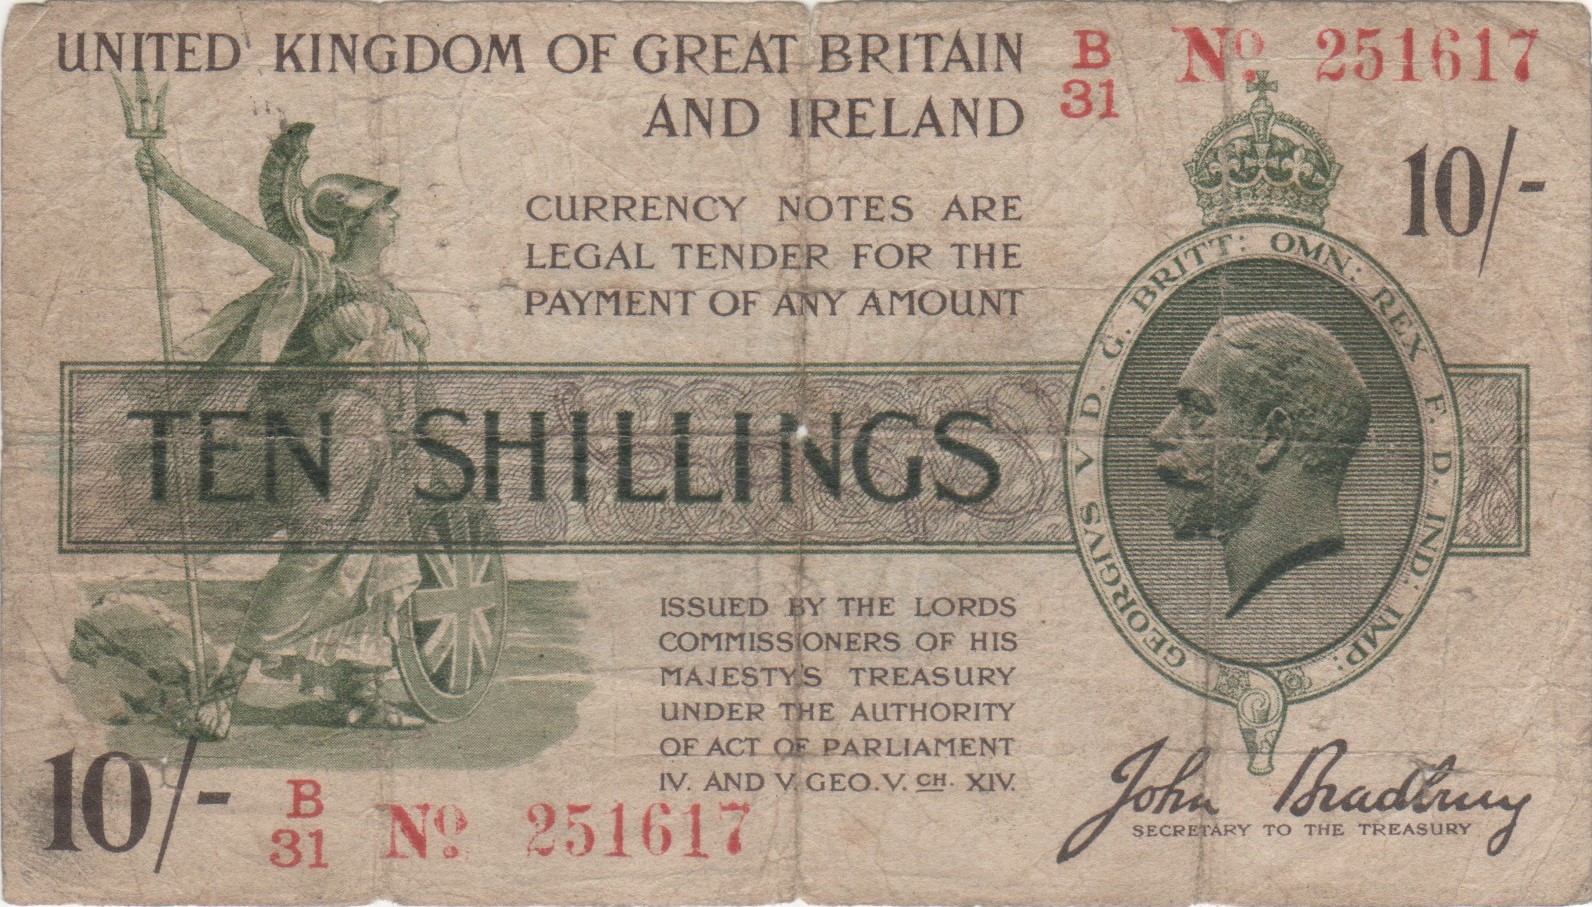 UNITED KINGDOM OF GREAT BRITAIN
AND IRELAND
B
31
No. 251617
10/-
CURRENCY NOTES ARE
LEGAL TENDER FOR THE
PAYMENT OF ANY AMOUNT
GEORGIVS V D. G. BRITT: OMN: REX F. D. IND: IMP:
TEN SHILLINGS
ISSUED BY THE LORDS
COMMISSIONERS OF HIS
MAJESTY'S TREASURY
UNDER THE AUTHORITY
OF ACT OF PARLIAMENT
IV. AND V. GEO. V. CH. XIV.
10/-
B
31
No. 251617
John Bradbury
SECRETARY TO THE TREASURY